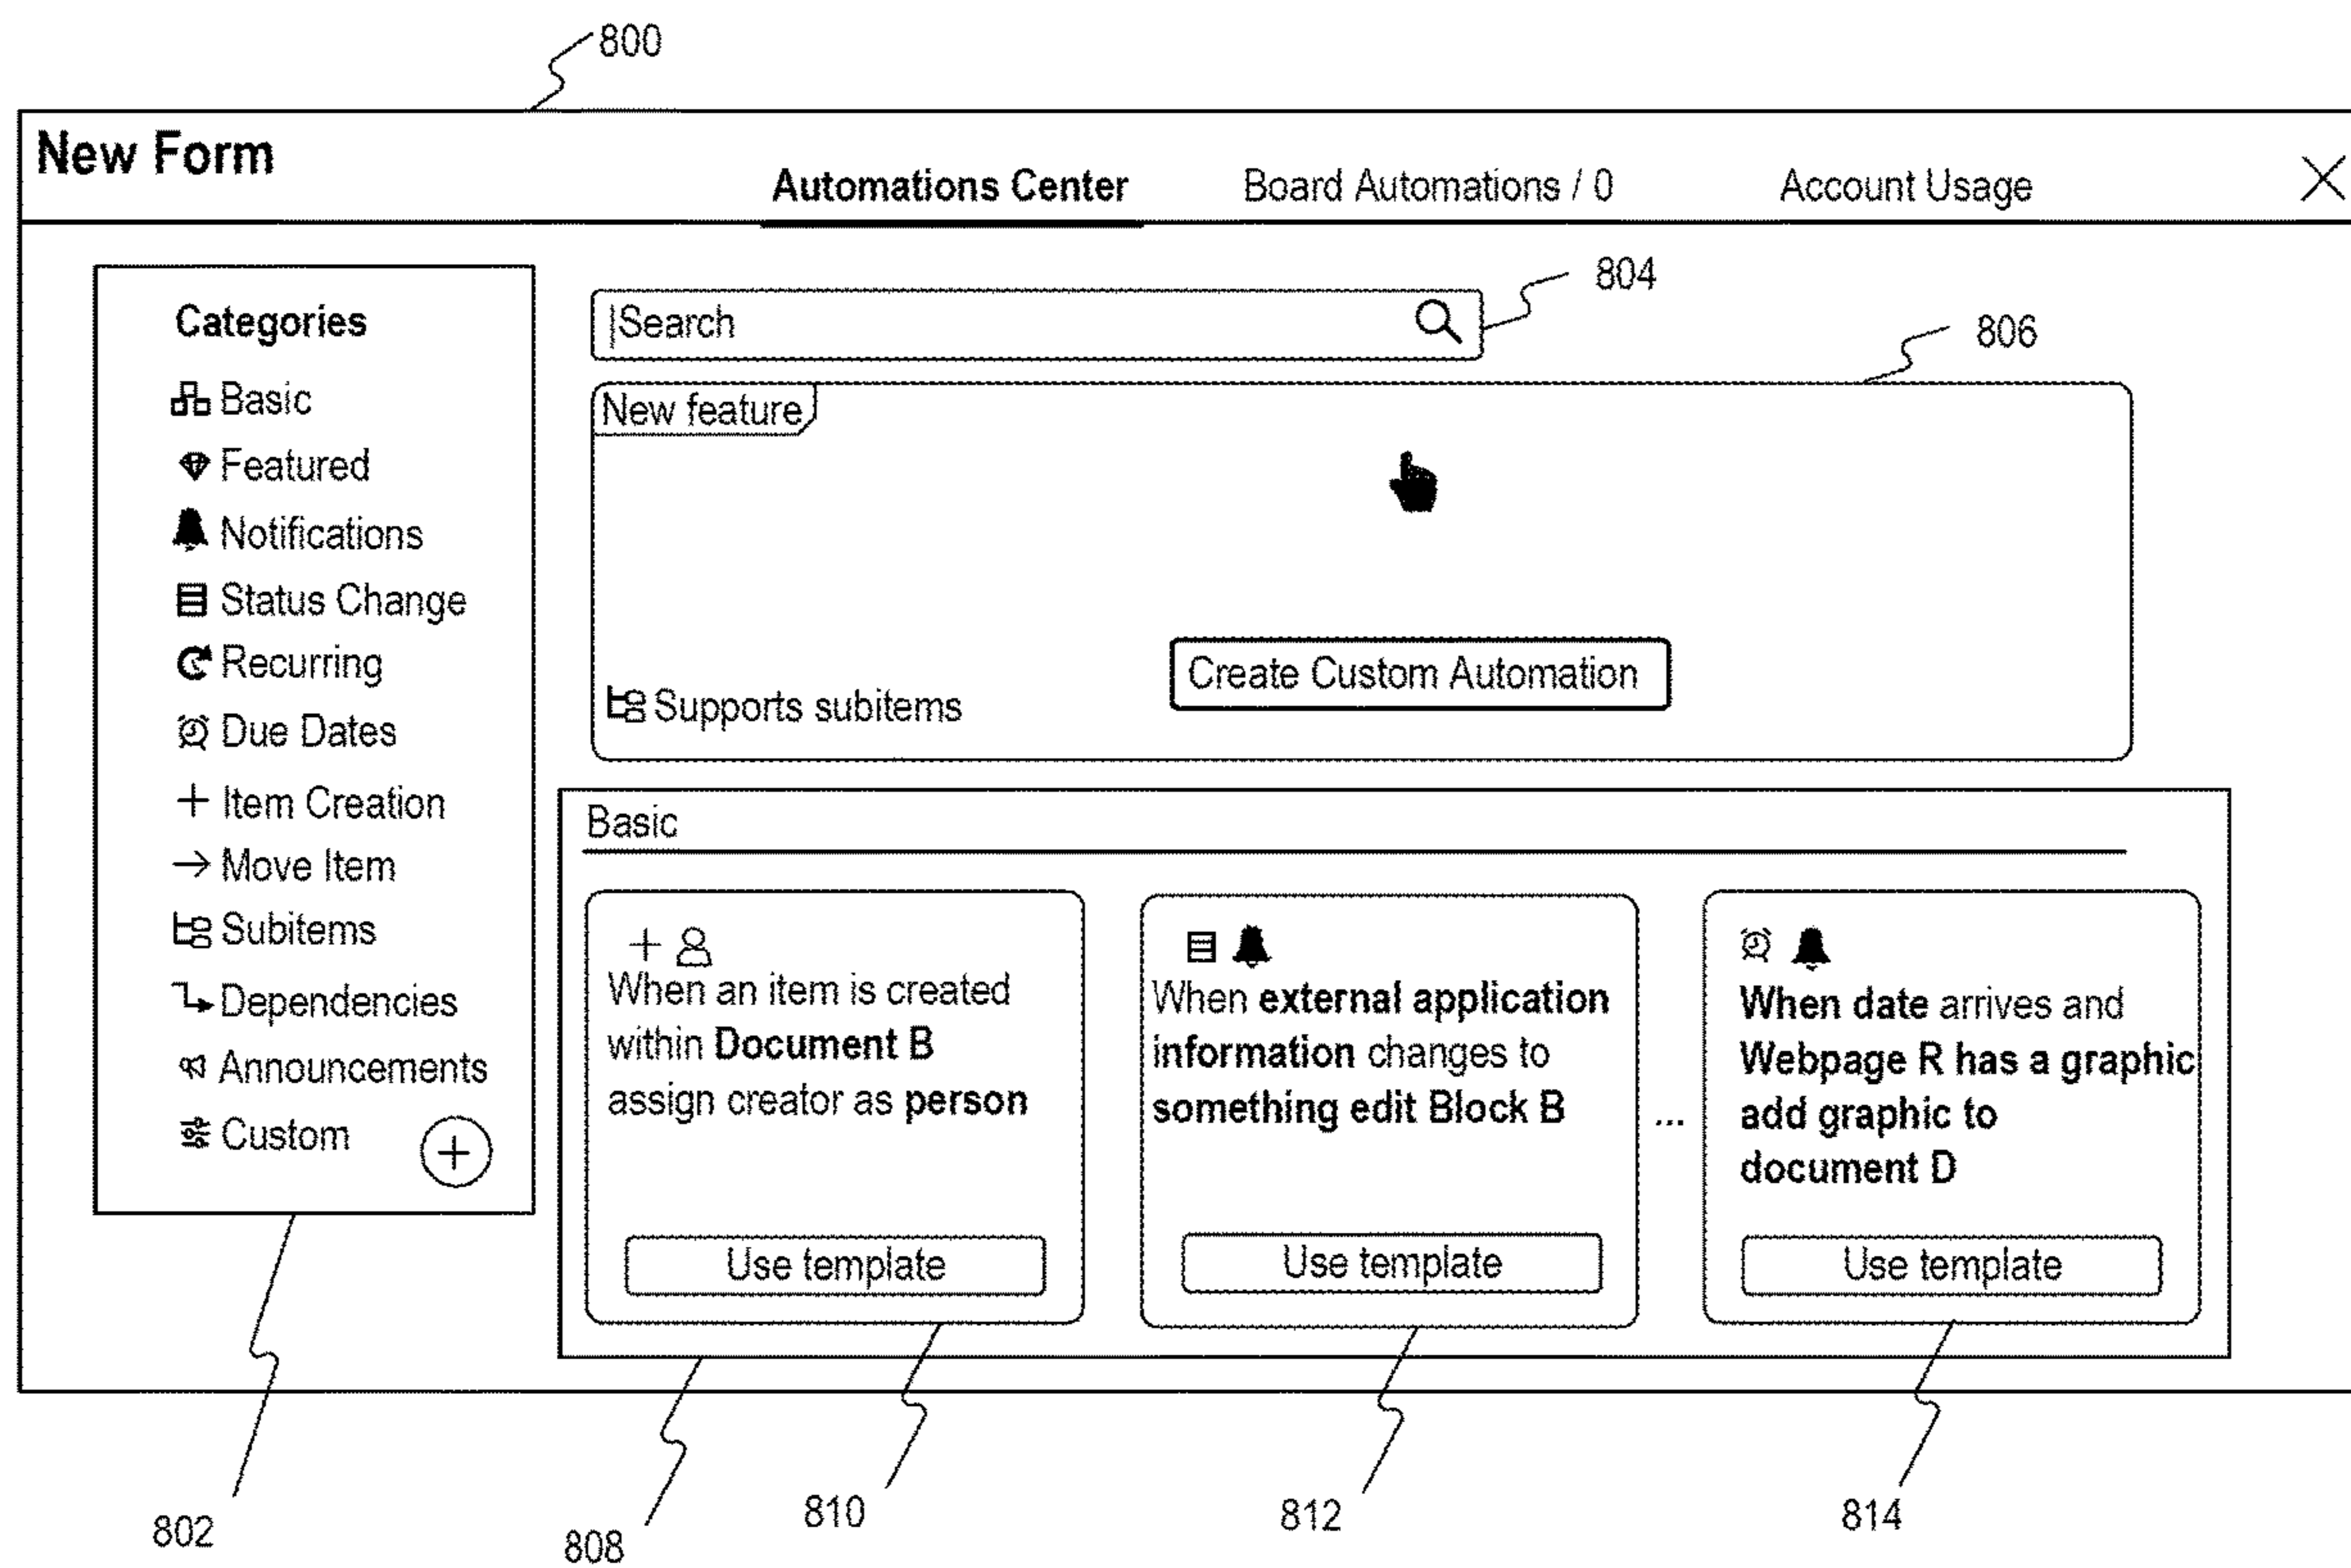 800
New Form
Automations Center
Board Automations / 0
Account Usage
Categories
Basic
Featured
Notifications
Status Change
Recurring
Due Dates
Item Creation
Move Item
Subitems
Dependencies
Announcements
Custom
Search
804
806
New feature
Supports subitems
Create Custom Automation
Basic
When an item is created
within Document B
assign creator as person
Use template
When external application
information changes to
something edit Block B
Use template
...
When date arrives and
Webpage R has a graphic
add graphic to
document D
Use template
802
808
810
812
814